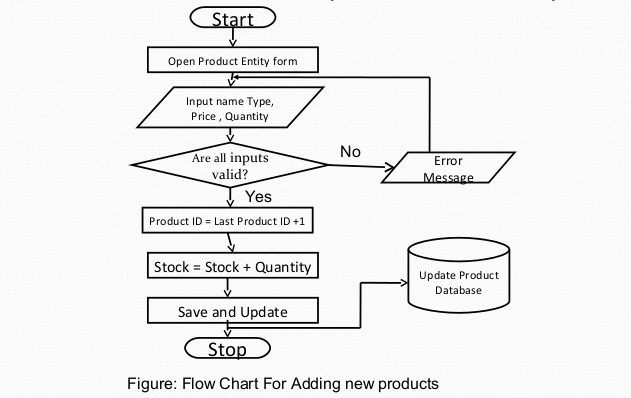 Start
Open Product Entity form
Input name Type,
Price , Quantity
Are all inputs
valid?
No
Error
Message
Yes
Product ID = Last Product ID +1
Stock = Stock + Quantity
Update Product
Database
Save and Update
Stop
Figure: Flow Chart For Adding new products